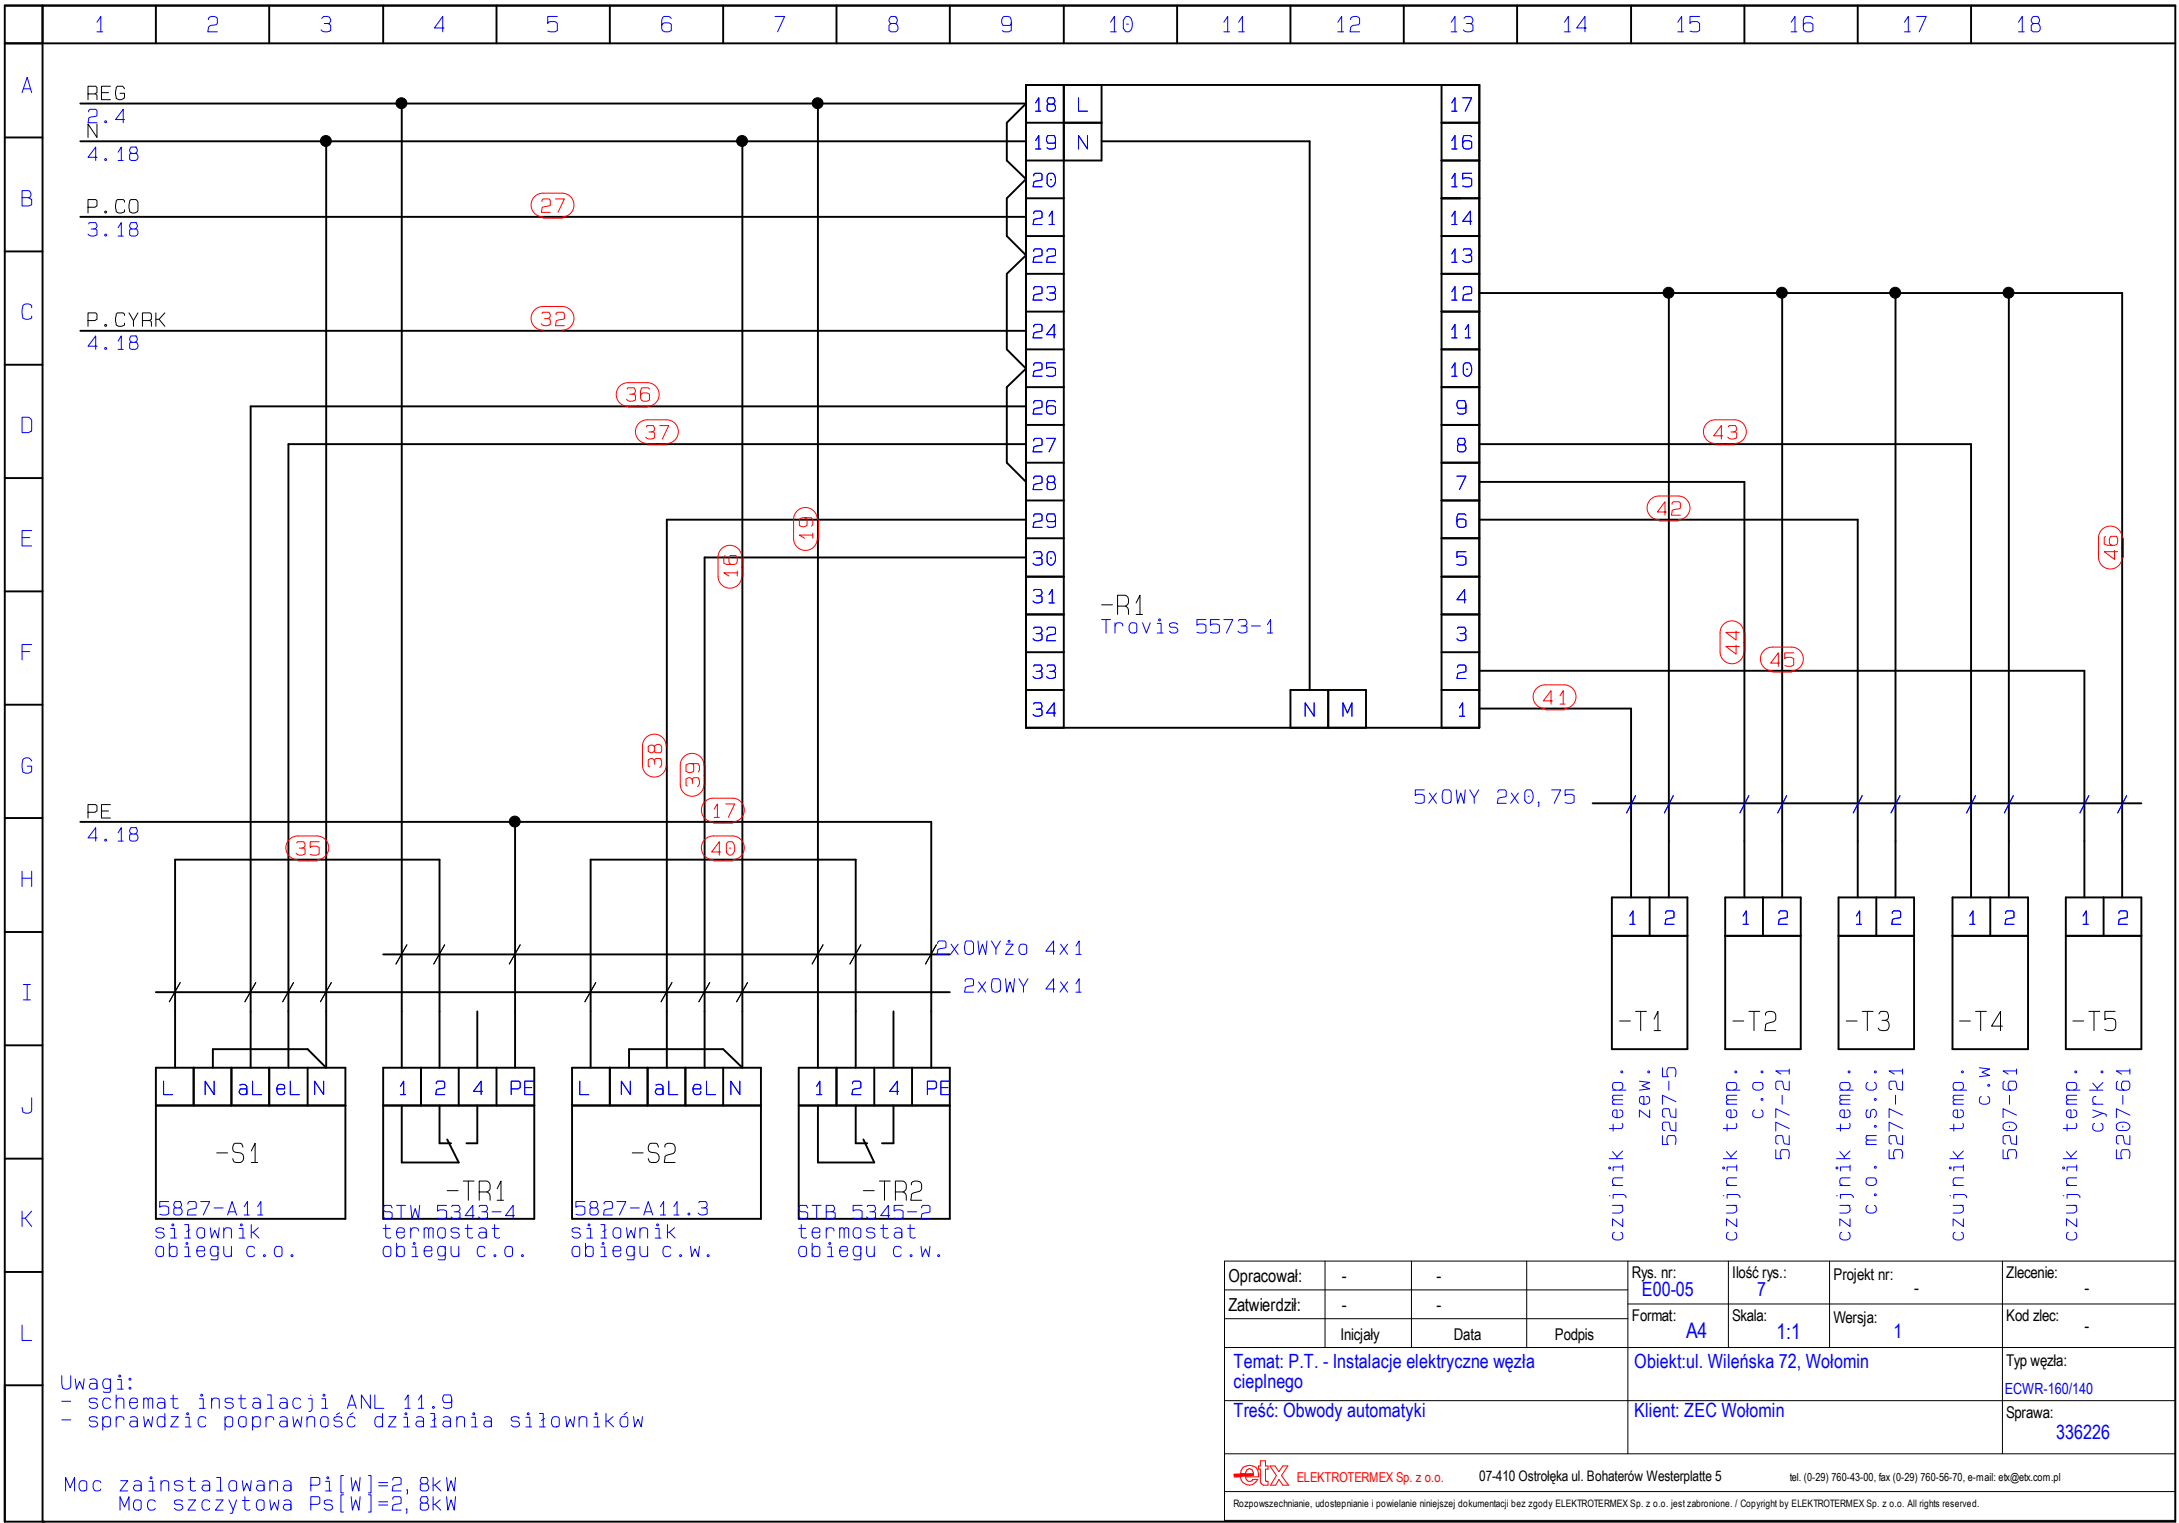 1 2 3 4 5 6 7 8 9 10 11 12 13 14 15 16 17 18
A
B
C
D
E
F
G
H
I
J
K
L
REG
2.4
N
4.18
P.CO
3.18
27
P.CYRK
4.18
32
36
37
19
16
38
39
17
PE
4.18
35
40
18 L
19 N
20
21
22
23
24
25
26
27
28
29
30
31
32
33
34
-R1
Trovis 5573-1
N M
17
16
15
14
13
12
11
10
9
8
7
6
5
4
3
2
1
43
42
46
44
45
41
5xOWY 2x0,75
2xOWYżo 4x1
2xOWY 4x1
L N aL eL N
-S1
5827-A11
siłownik
obiegu c.o.
1 2 4 PE
-TR1
STW 5343-4
termostat
obiegu c.o.
L N aL eL N
-S2
5827-A11.3
siłownik
obiegu c.w.
1 2 4 PE
-TR2
STB 5345-2
termostat
obiegu c.w.
1 2
-T1
czujnik temp.
zew.
5227-5
1 2
-T2
czujnik temp.
c.o.
5277-21
1 2
-T3
czujnik temp.
c.o. m.s.c.
5277-21
1 2
-T4
czujnik temp.
c.w
5207-61
1 2
-T5
czujnik temp.
cyrk.
5207-61
Uwagi:
- schemat instalacji ANL 11.9
- sprawdzic poprawność działania siłowników
Moc zainstalowana Pi[W]=2,8kW
Moc szczytowa Ps[W]=2,8kW
Opracował: - -
Zatwierdził: - -
Inicjały Data Podpis
Rys. nr: E00-05
Ilość rys.: 7
Projekt nr: -
Zlecenie: -
Format: A4
Skala: 1:1
Wersja: 1
Kod zlec: -
Temat: P.T. - Instalacje elektryczne węzła
cieplnego
Obiekt:ul. Wileńska 72, Wołomin
Typ węzła:
ECWR-160/140
Treść: Obwody automatyki
Klient: ZEC Wołomin
Sprawa:
336226
etx ELEKTROTERMEX Sp. z o.o. 07-410 Ostrołęka ul. Bohaterów Westerplatte 5 tel. (0-29) 760-43-00, fax (0-29) 760-56-70, e-mail: etx@etx.com.pl
Rozpowszechnianie, udostepnianie i powielanie niniejszej dokumentacji bez zgody ELEKTROTERMEX Sp. z o.o. jest zabronione. / Copyright by ELEKTROTERMEX Sp. z o.o. All rights reserved.